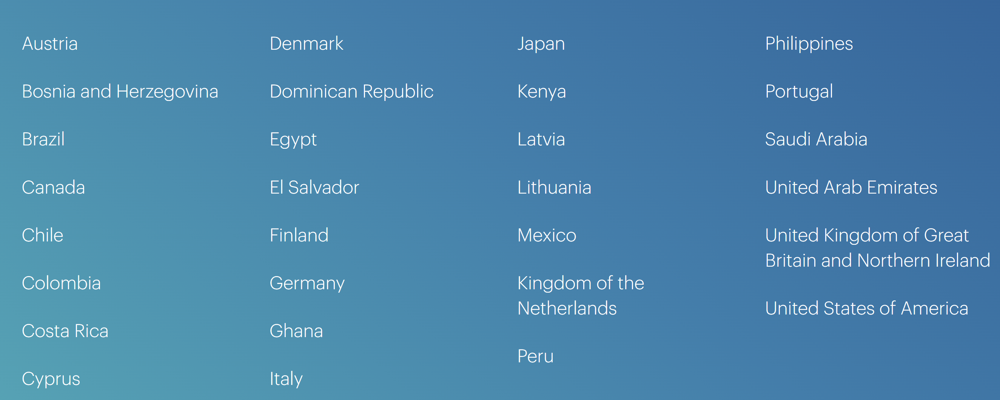 Austria
Bosnia and Herzegovina
Brazil
Canada
Chile
Colombia
Costa Rica
Cyprus
Denmark
Dominican Republic
Egypt
El Salvador
Finland
Germany
Ghana
Italy
Japan
Kenya
Latvia
Lithuania
Mexico
Kingdom of the
Netherlands
Peru
Philippines
Portugal
Saudi Arabia
United Arab Emirates
United Kingdom of Great
Britain and Northern Ireland
United States of America